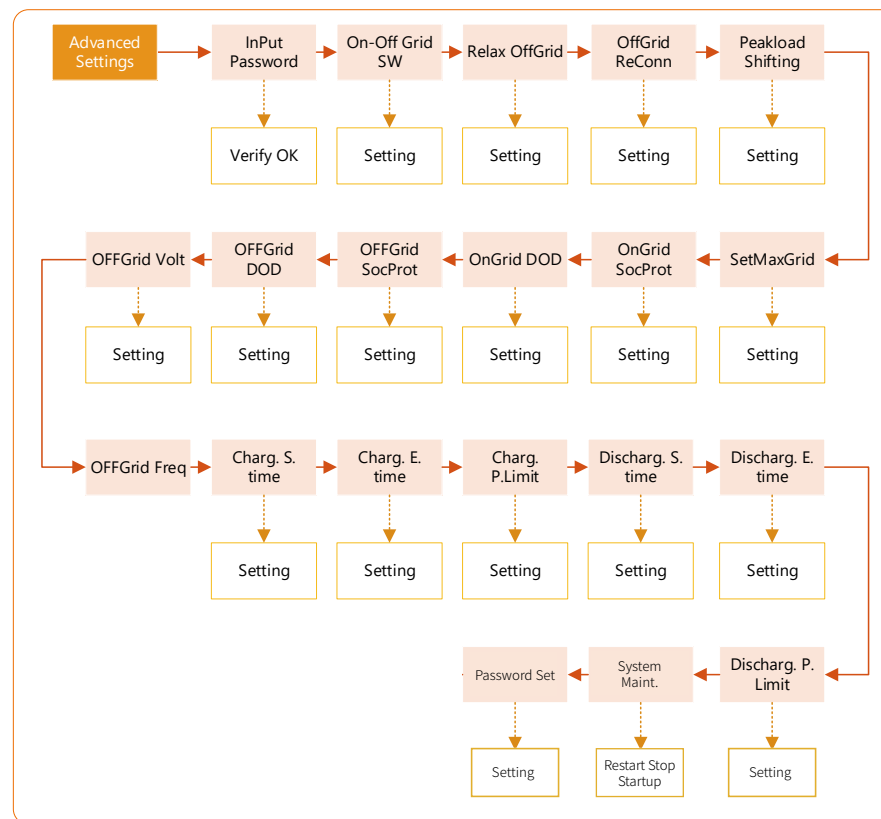 Advanced
Settings
InPut
Password
On-Off Grid
SW
Relax OffGrid
OffGrid
ReConn
Peakload
Shifting
Verify OK
Setting
Setting
Setting
Setting
OFFGrid Volt
OFFGrid
DOD
OFFGrid
SocProt
OnGrid DOD
OnGrid
SocProt
SetMaxGrid
Setting
Setting
Setting
Setting
Setting
Setting
OFFGrid Freq
Charg. S.
time
Charg. E.
time
Charg.
P.Limit
Discharg. S.
time
Discharg. E.
time
Setting
Setting
Setting
Setting
Setting
Password Set
System
Maint.
Discharg. P.
Limit
Setting
Restart Stop
Startup
Setting